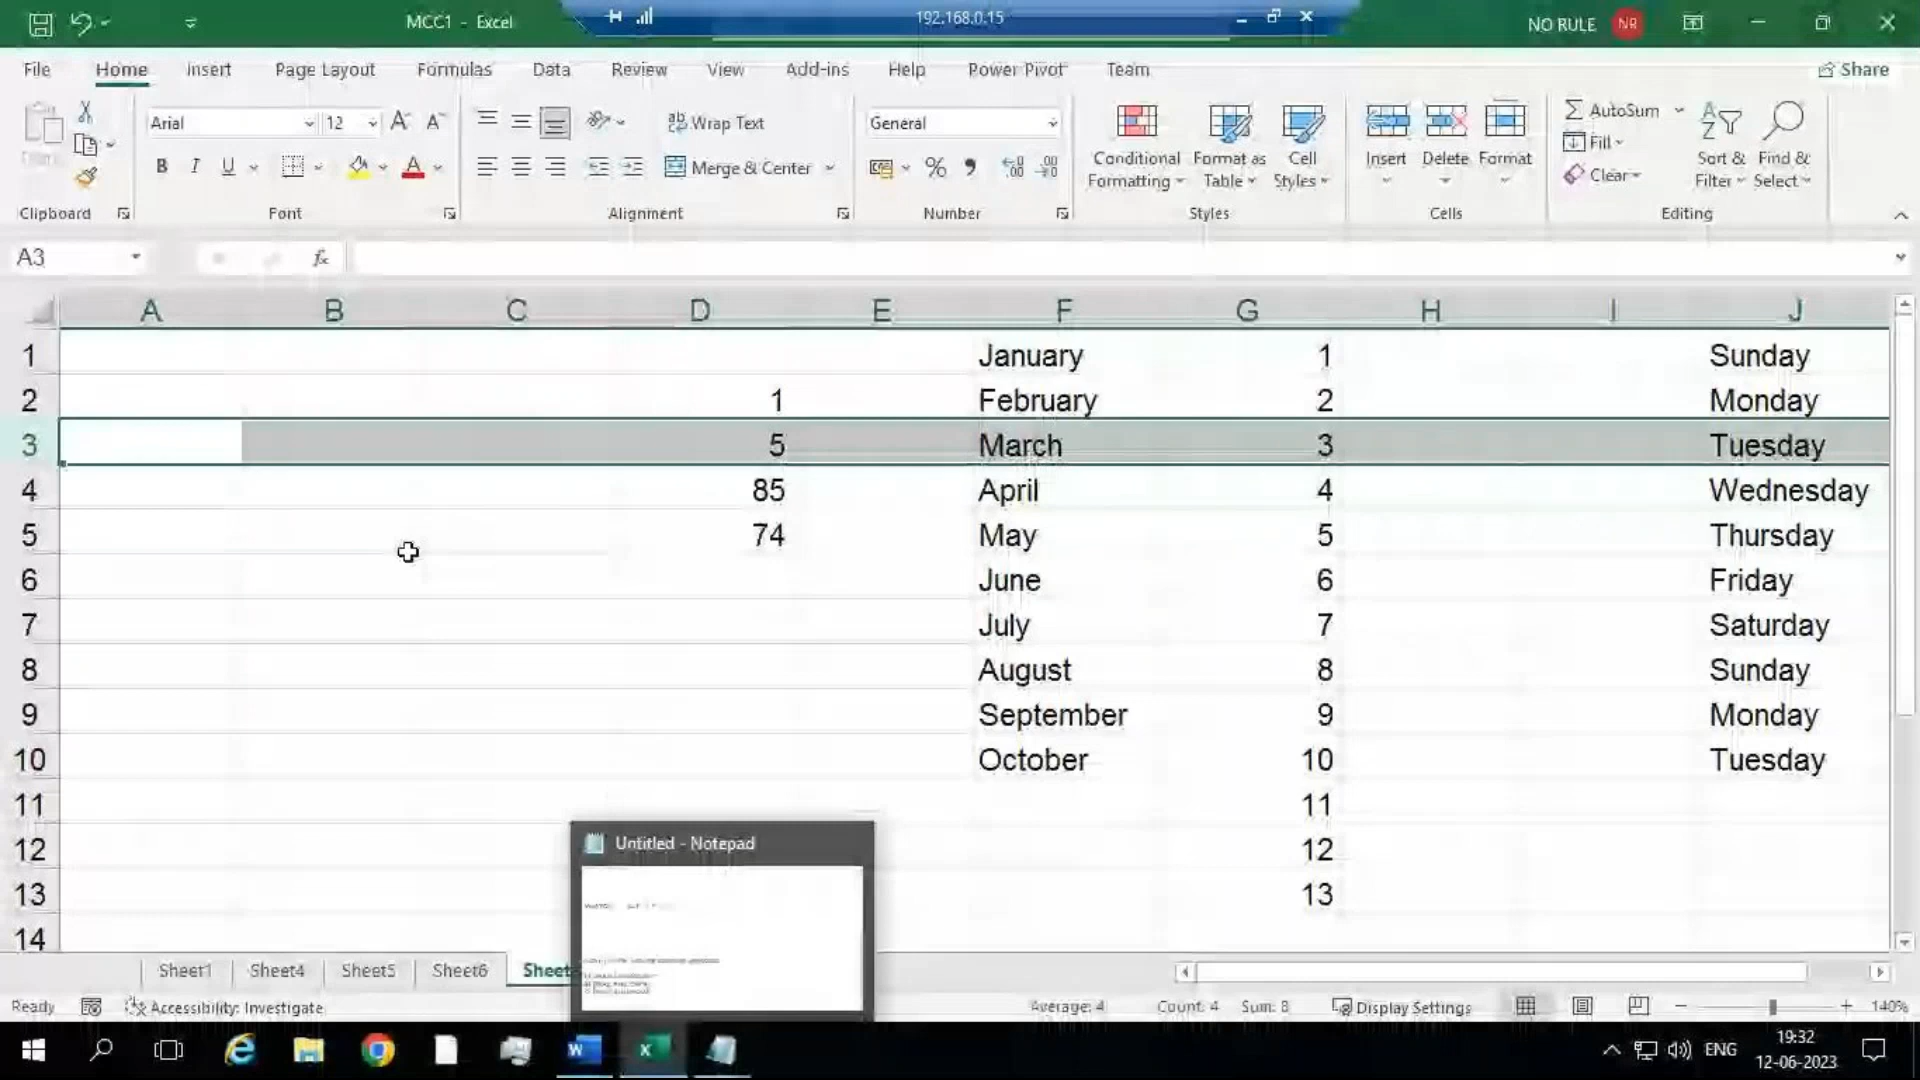 MCC1 - Excel
192.168.0.15
NO RULE NR
File Home Insert Page Layout Formulas Data Review View Add-ins Help Power Pivot Team Share
Arial 12 Wrap Text General AutoSum
Fill
B I U Merge & Center % Conditional Formatting Format as Table Cell Styles Insert Delete Format Clear Sort & Filter Find & Select
Clipboard Font Alignment Number Styles Cells Editing
A3 fx
A B C D E F G H I J
1 January 1 Sunday
2 1 February 2 Monday
3 5 March 3 Tuesday
4 85 April 4 Wednesday
5 74 May 5 Thursday
6 June 6 Friday
7 July 7 Saturday
8 August 8 Sunday
9 September 9 Monday
10 October 10 Tuesday
11 11
12 12
13 13
14
Untitled - Notepad
Sheet1 Sheet4 Sheet5 Sheet6 Sheet
Ready Accessibility: Investigate Average: 4 Count: 4 Sum: 8 Display Settings 140%
ENG 19:32
12-06-2023